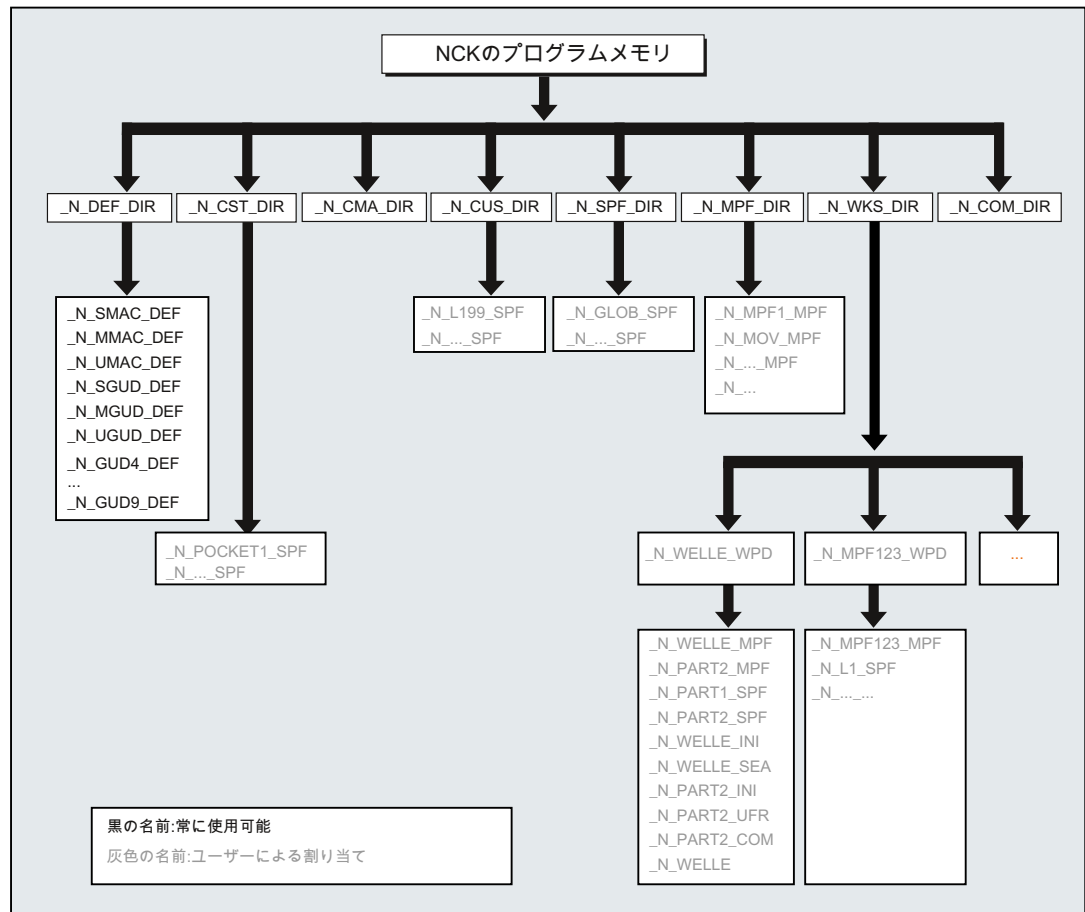 NCKのプログラムメモリ
_N_DEF_DIR
_N_CST_DIR
_N_CMA_DIR
_N_CUS_DIR
_N_SPF_DIR
_N_MPF_DIR
_N_WKS_DIR
_N_COM_DIR
_N_SMAC_DEF
_N_MMAC_DEF
_N_UMAC_DEF
_N_SGUD_DEF
_N_MGUD_DEF
_N_UGUD_DEF
_N_GUD4_DEF
...
_N_GUD9_DEF
_N_L199_SPF
_N_..._SPF
_N_GLOB_SPF
_N_..._SPF
_N_MPF1_MPF
_N_MOV_MPF
_N_..._MPF
_N_...
_N_POCKET1_SPF
_N_..._SPF
_N_WELLE_WPD
_N_MPF123_WPD
...
_N_WELLE_MPF
_N_PART2_MPF
_N_PART1_SPF
_N_PART2_SPF
_N_WELLE_INI
_N_WELLE_SEA
_N_PART2_INI
_N_PART2_UFR
_N_PART2_COM
_N_WELLE
_N_MPF123_MPF
_N_L1_SPF
_N_..._...
黒の名前:常に使用可能
灰色の名前:ユーザーによる割り当て